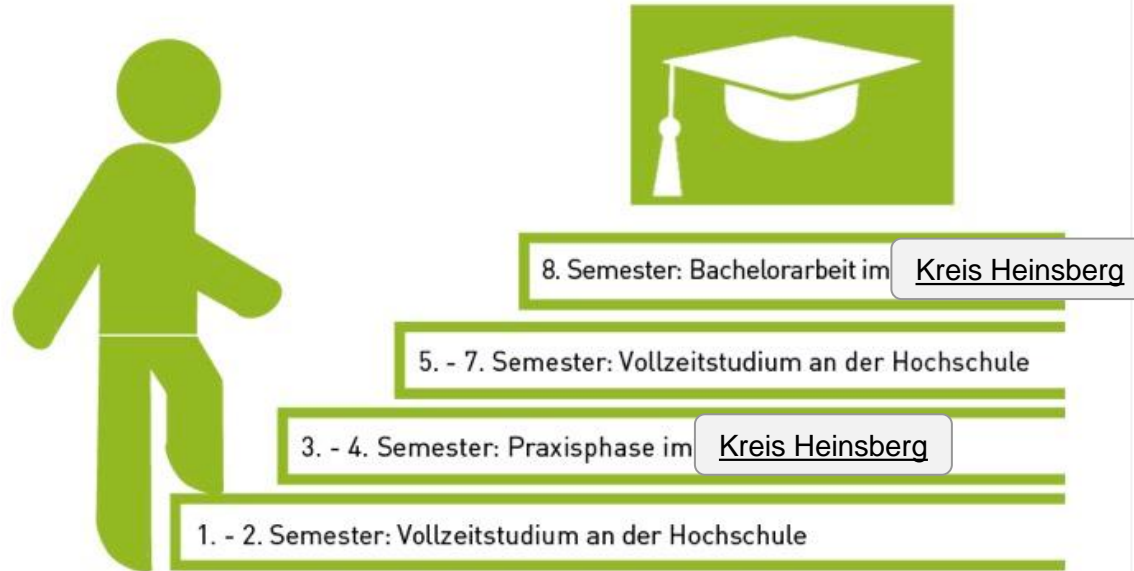 8. Semester: Bachelorarbeit im Kreis Heinsberg
5. - 7. Semester: Vollzeitstudium an der Hochschule
3. - 4. Semester: Praxisphase im Kreis Heinsberg
1. - 2. Semester: Vollzeitstudium an der Hochschule